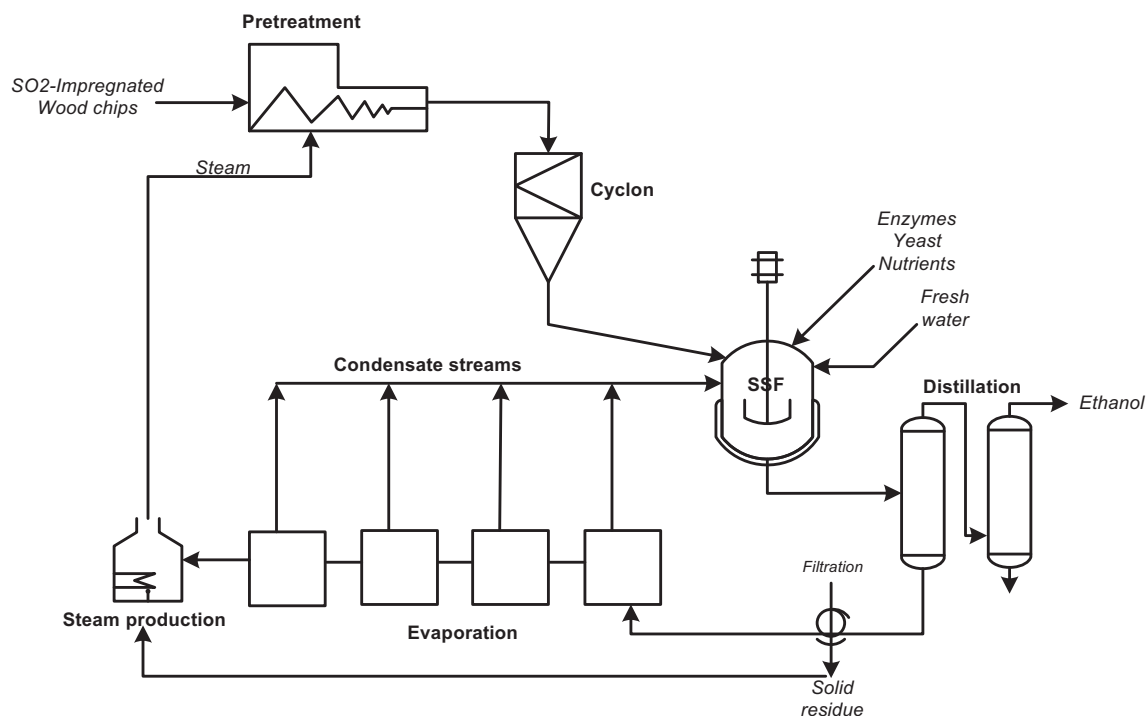 Pretreatment
SO2-Impregnated
Wood chips
Steam
Cyclon
Enzymes
Yeast
Nutrients
Fresh
water
Condensate streams
SSF
Distillation
Ethanol
Filtration
Steam production
Evaporation
Solid
residue